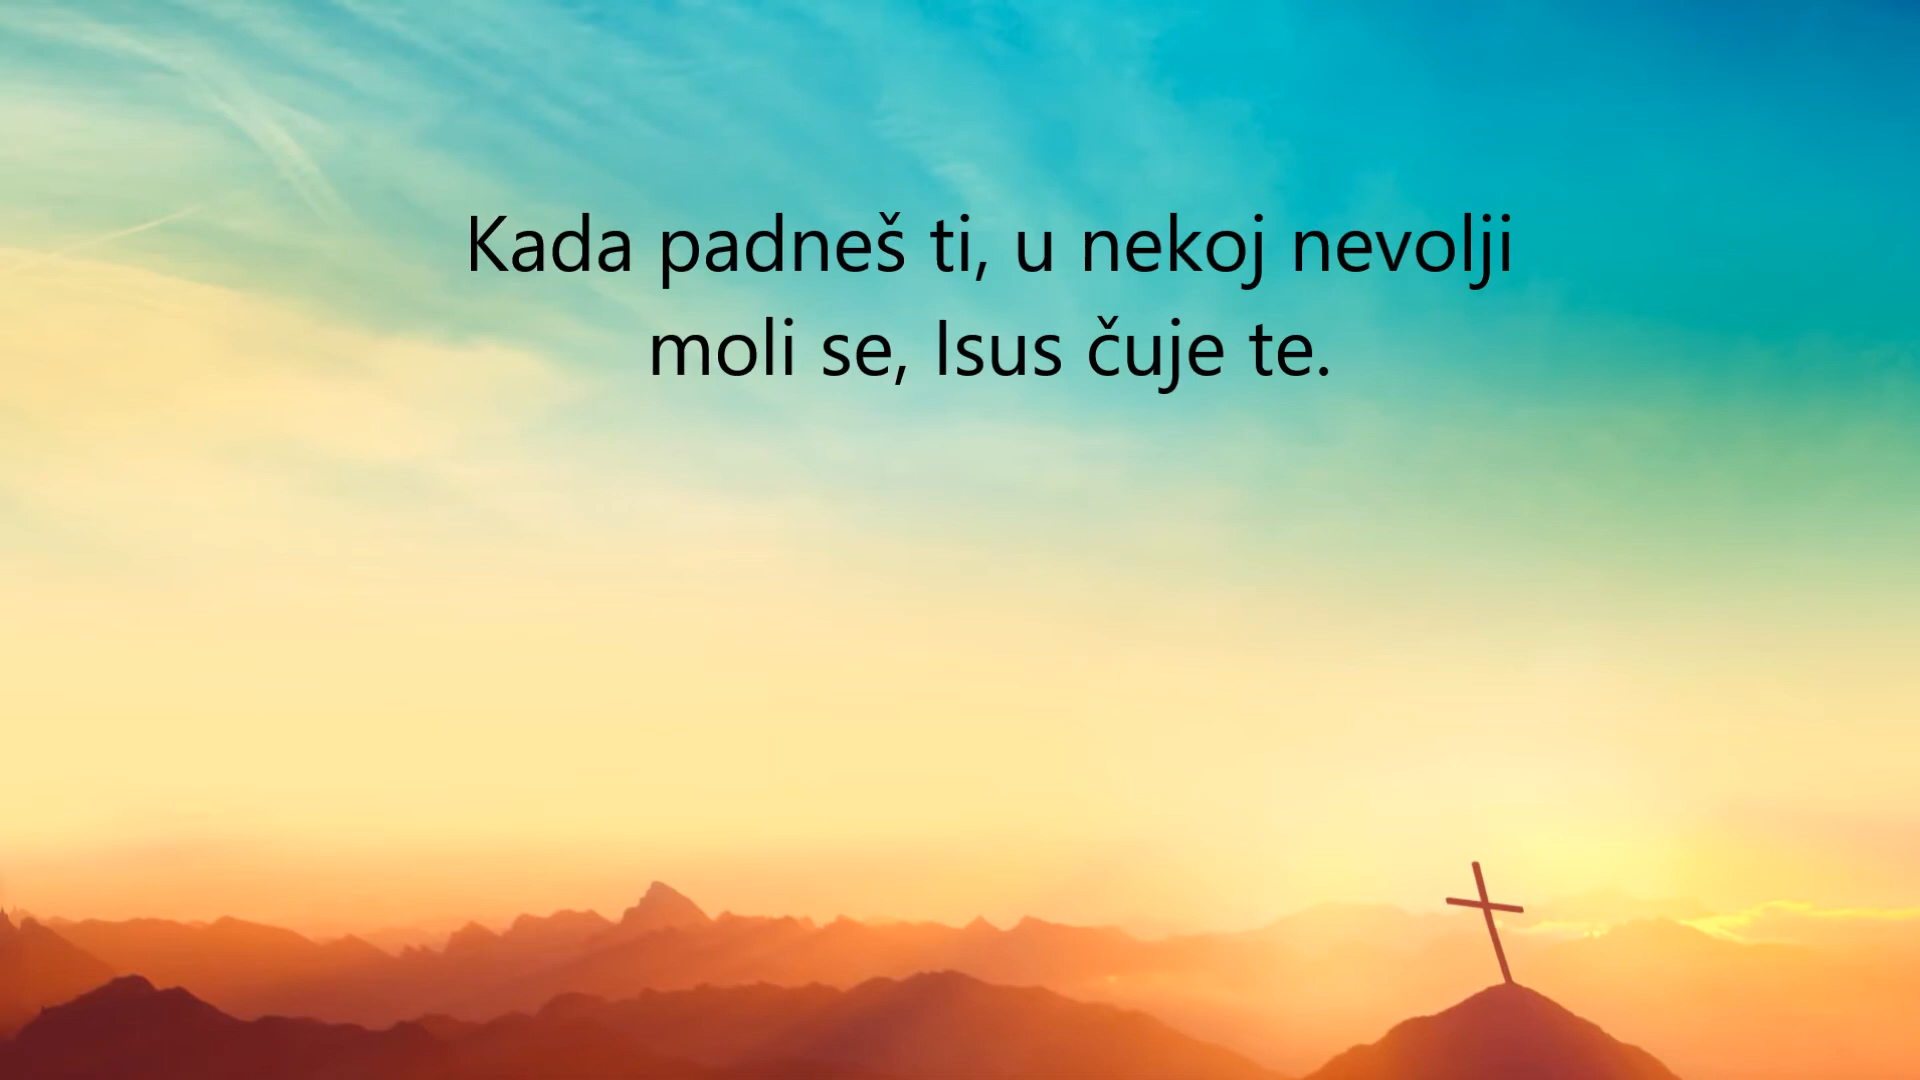 Kada padneš ti, u nekoj nevolji
moli se, Isus čuje te.